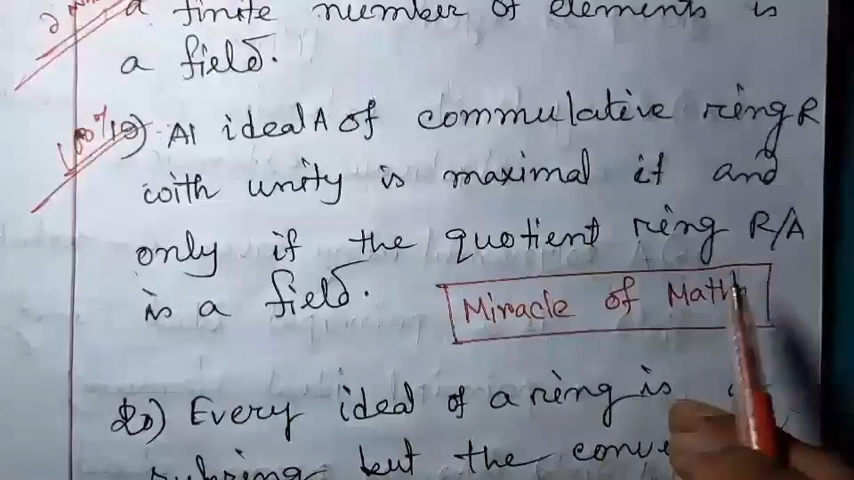 a finite number of elements is
a field.
19) AI ideal A of commulative ring R
with unity is maximal if and
only if the quotient ring R/A
is a field.
Miracle of Math
20) Every ideal of a ring is
subring but the